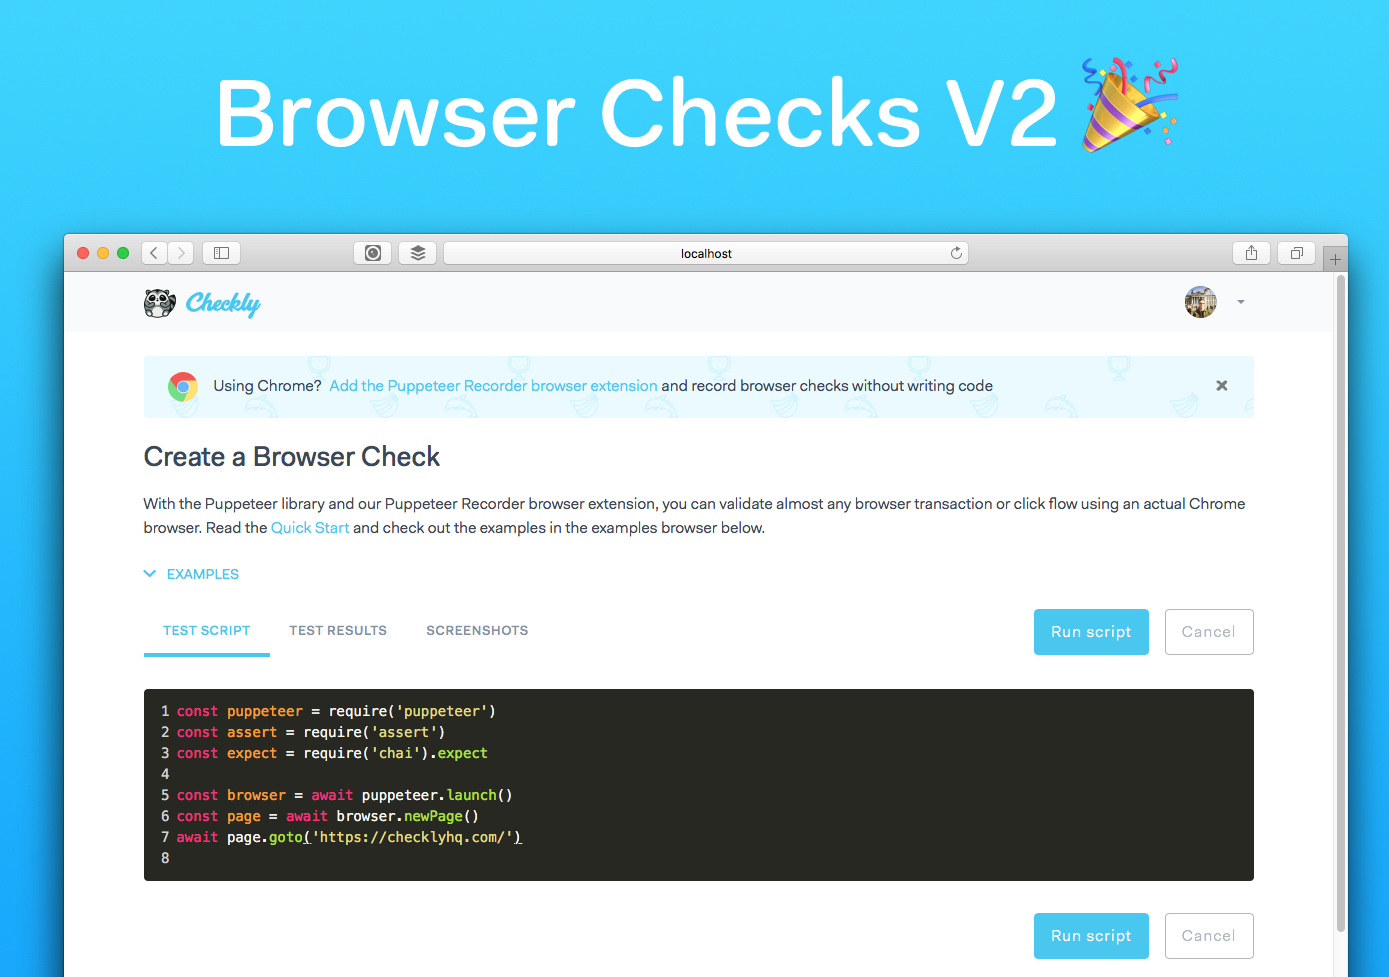 Browser Checks V2
localhost
Checkly
Using Chrome? Add the Puppeteer Recorder browser extension and record browser checks without writing code
Create a Browser Check
With the Puppeteer library and our Puppeteer Recorder browser extension, you can validate almost any browser transaction or click flow using an actual Chrome
browser. Read the Quick Start and check out the examples in the examples browser below.
EXAMPLES
TEST SCRIPT TEST RESULTS SCREENSHOTS Run script Cancel
1 const puppeteer = require('puppeteer')
2 const assert = require('assert')
3 const expect = require('chai').expect
4
5 const browser = await puppeteer.launch()
6 const page = await browser.newPage()
7 await page.goto('https://checklyhq.com/')
8
Run script Cancel